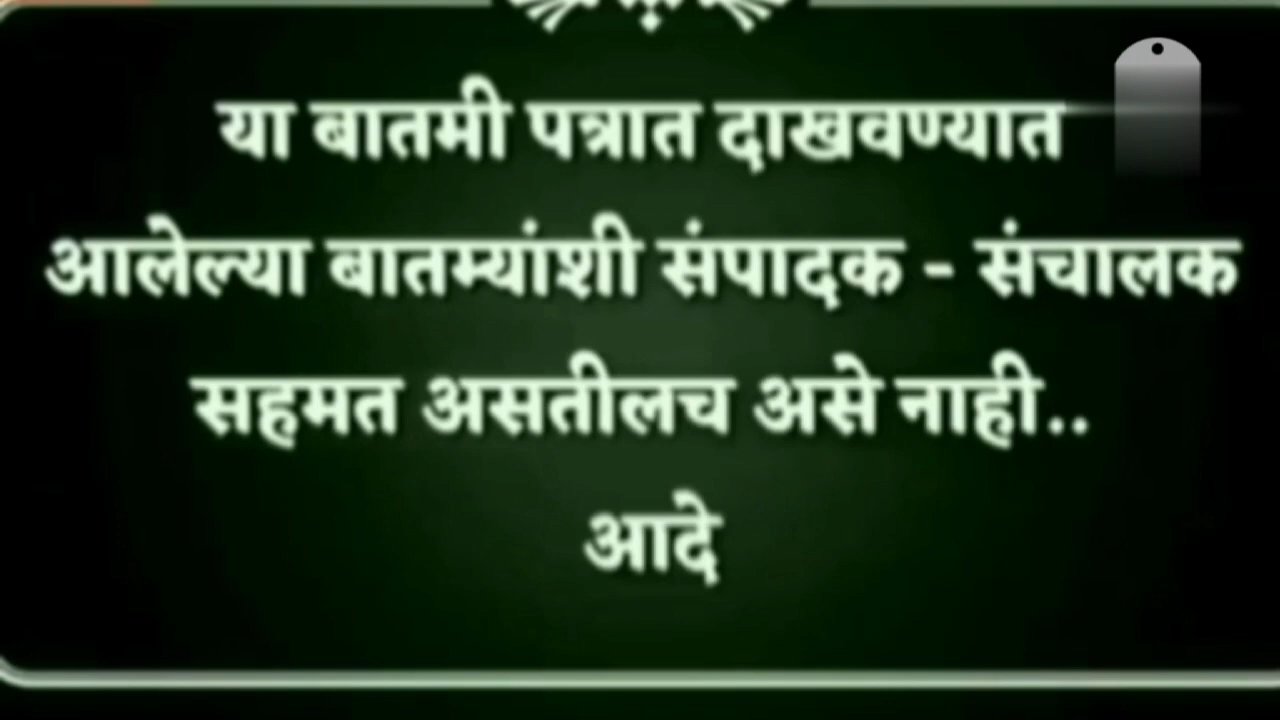 या बातमी पत्रात दाखवण्यात
आलेल्या बातम्यांशी संपादक - संचालक
सहमत असतीलच असे नाही..
आदे